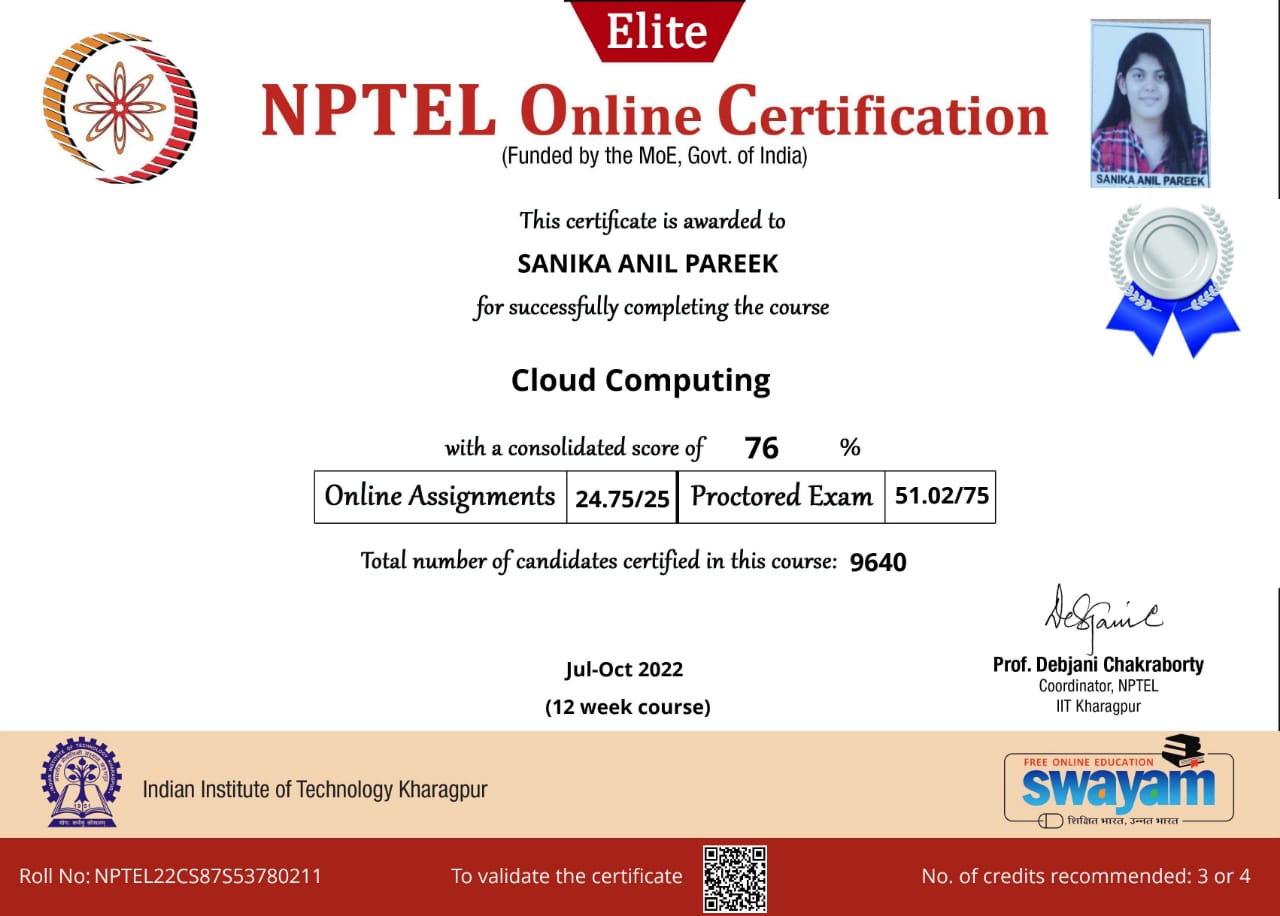 Elite
NPTEL Online Certification
(Funded by the MoE, Govt. of India)
SANIKA ANIL PAREEK
This certificate is awarded to
SANIKA ANIL PAREEK
for successfully completing the course
Cloud Computing
with a consolidated score of 76 %
Online Assignments 24.75/25 Proctored Exam 51.02/75
Total number of candidates certified in this course: 9640
Jul-Oct 2022
(12 week course)
Prof. Debjani Chakraborty
Coordinator, NPTEL
IIT Kharagpur
Indian Institute of Technology Kharagpur
FREE ONLINE EDUCATION
swayam
शिक्षित भारत, उन्नत भारत
Roll No: NPTEL22CS87S53780211
To validate the certificate
No. of credits recommended: 3 or 4